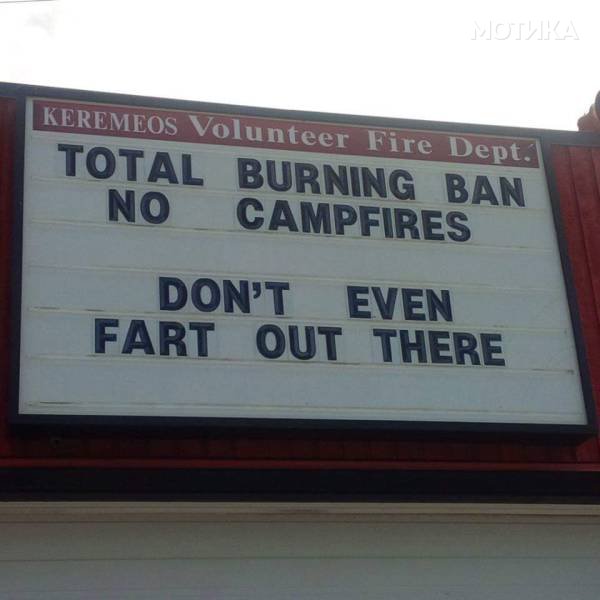 МОТИКА
KEREMEOS Volunteer Fire Dept.
TOTAL BURNING BAN
NO CAMPFIRES
DON'T EVEN
FART OUT THERE